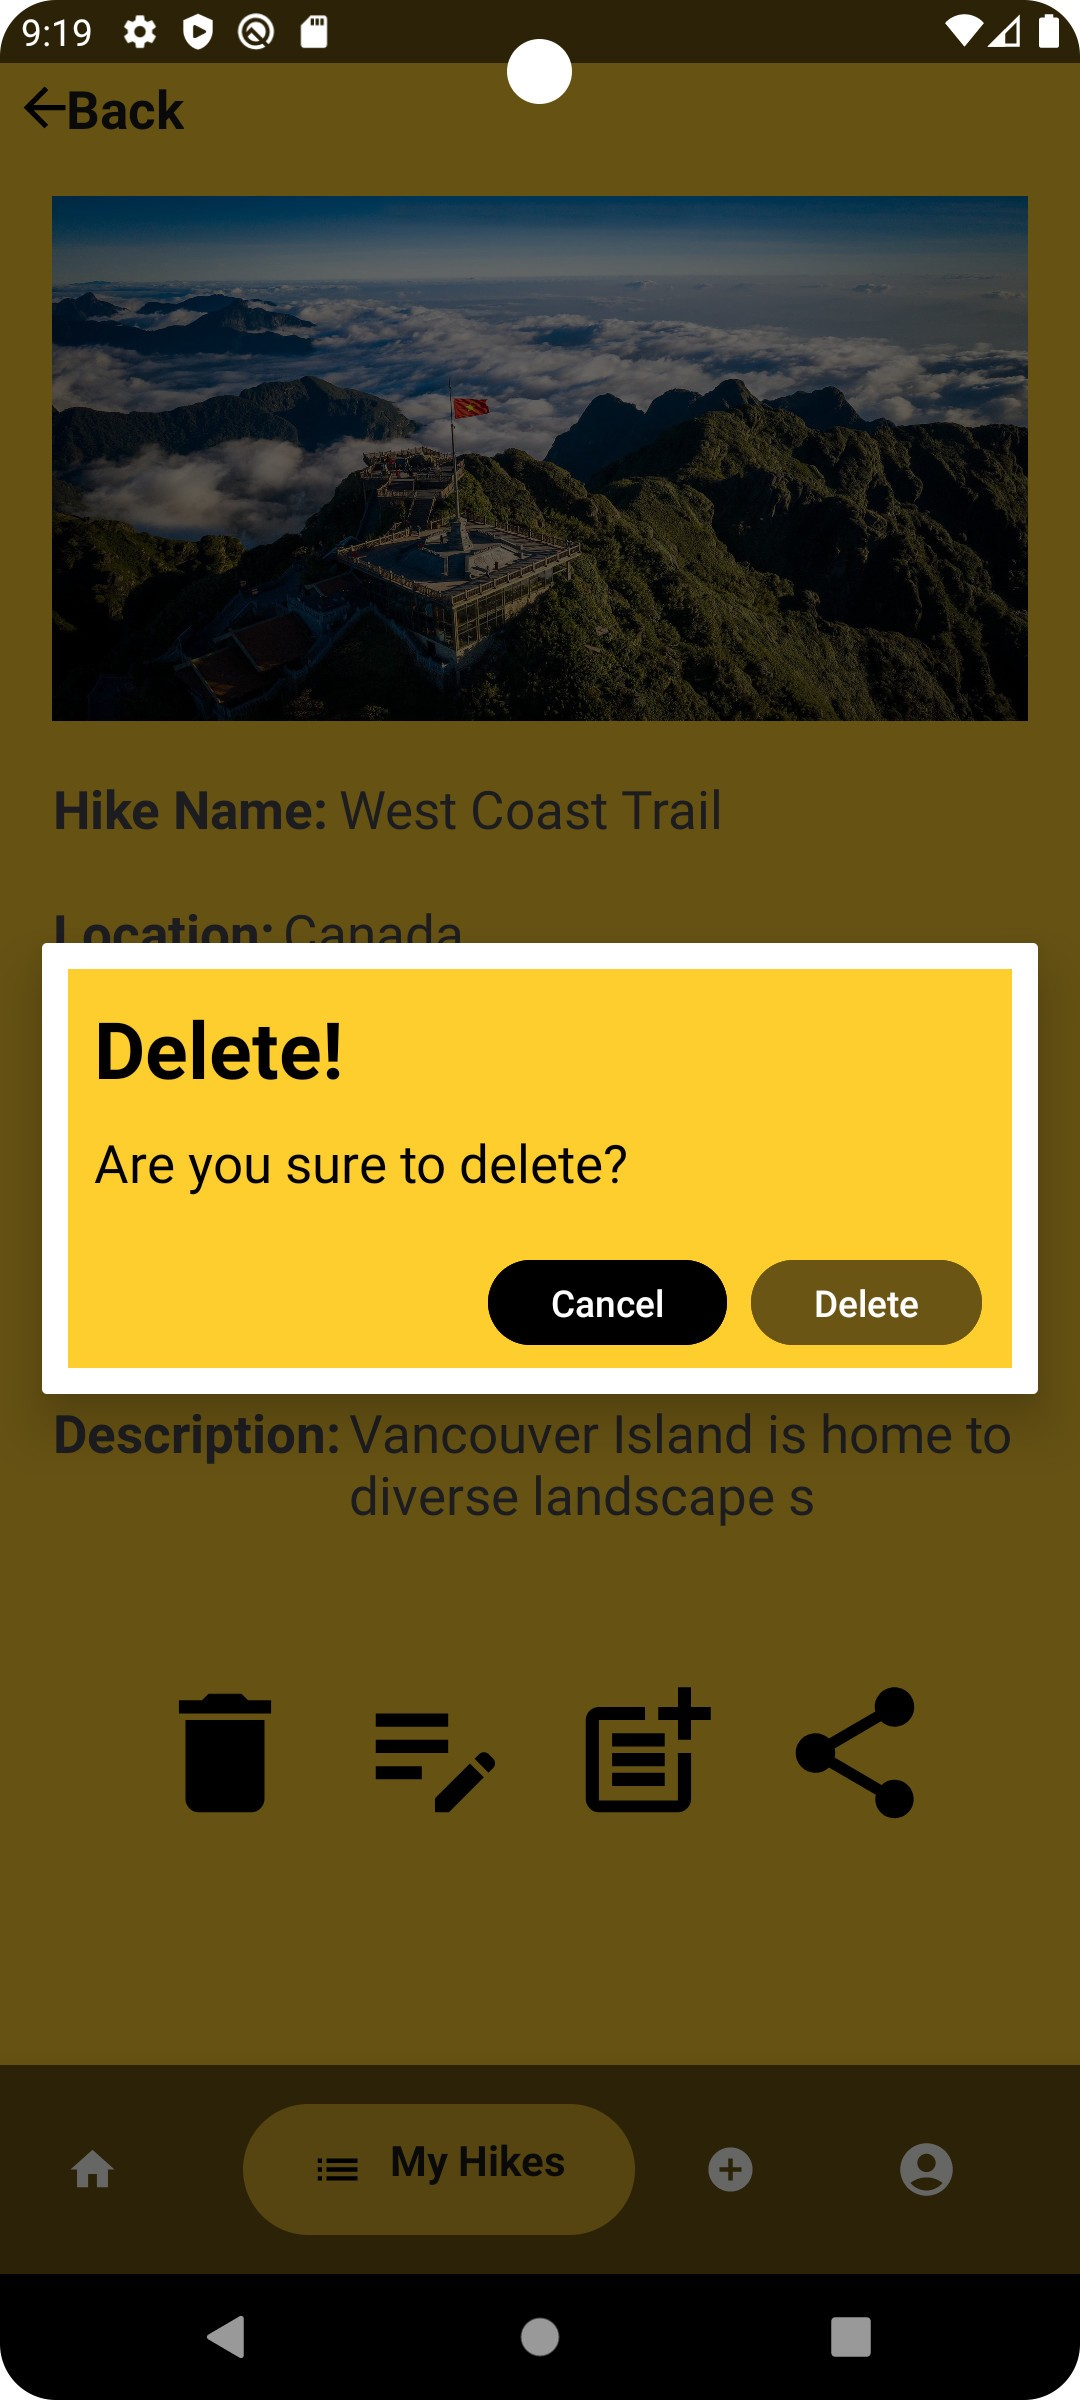 9:19
Back
Hike Name: West Coast Trail
Location: Canada
Delete!
Are you sure to delete?
Cancel Delete
Description: Vancouver Island is home to
diverse landscape s
My Hikes